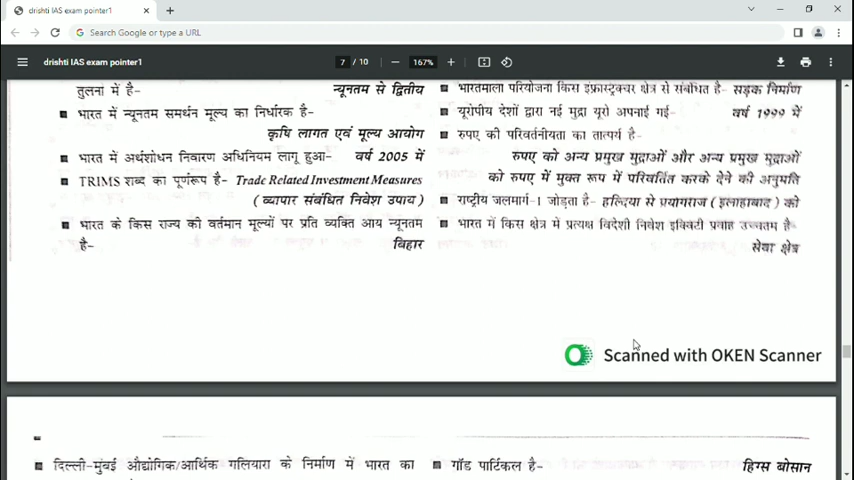 drishti IAS exam pointer1
Search Google or type a URL
drishti IAS exam pointer1
7 / 10
167%
तुलना में है- न्यूनतम से द्वितीय
भारत में न्यूनतम समर्थन मूल्य का निर्धारक है-
कृषि लागत एवं मूल्य आयोग
भारत में अर्थशोधन निवारण अधिनियम लागू हुआ- वर्ष 2005 में
TRIMS शब्द का पूर्णरूप है- Trade Related Investment Measures
(व्यापार संबंधित निवेश उपाय)
भारत के किस राज्य की वर्तमान मूल्यों पर प्रति व्यक्ति आय न्यूनतम
है- बिहार
भारतमाला परियोजना किस इंफ्रास्ट्रक्चर क्षेत्र से संबंधित है- सड़क निर्माण
यूरोपीय देशों द्वारा नई मुद्रा यूरो अपनाई गई- वर्ष 1999 में
रुपए की परिवर्तनीयता का तात्पर्य है-
रुपए को अन्य प्रमुख मुद्राओं और अन्य प्रमुख मुद्राओं
को रुपए में मुक्त रूप में परिवर्तित करके देने की अनुमति
राष्ट्रीय जलमार्ग-1 जोड़ता है- हल्दिया से प्रयागराज (इलाहाबाद) को
भारत में किस क्षेत्र में प्रत्यक्ष विदेशी निवेश इक्विटी प्रवाह उच्चतम है-
सेवा क्षेत्र
Scanned with OKEN Scanner
दिल्ली-मुंबई औद्योगिक/आर्थिक गलियारा के निर्माण में भारत का
गॉड पार्टिकल है- हिग्स बोसान